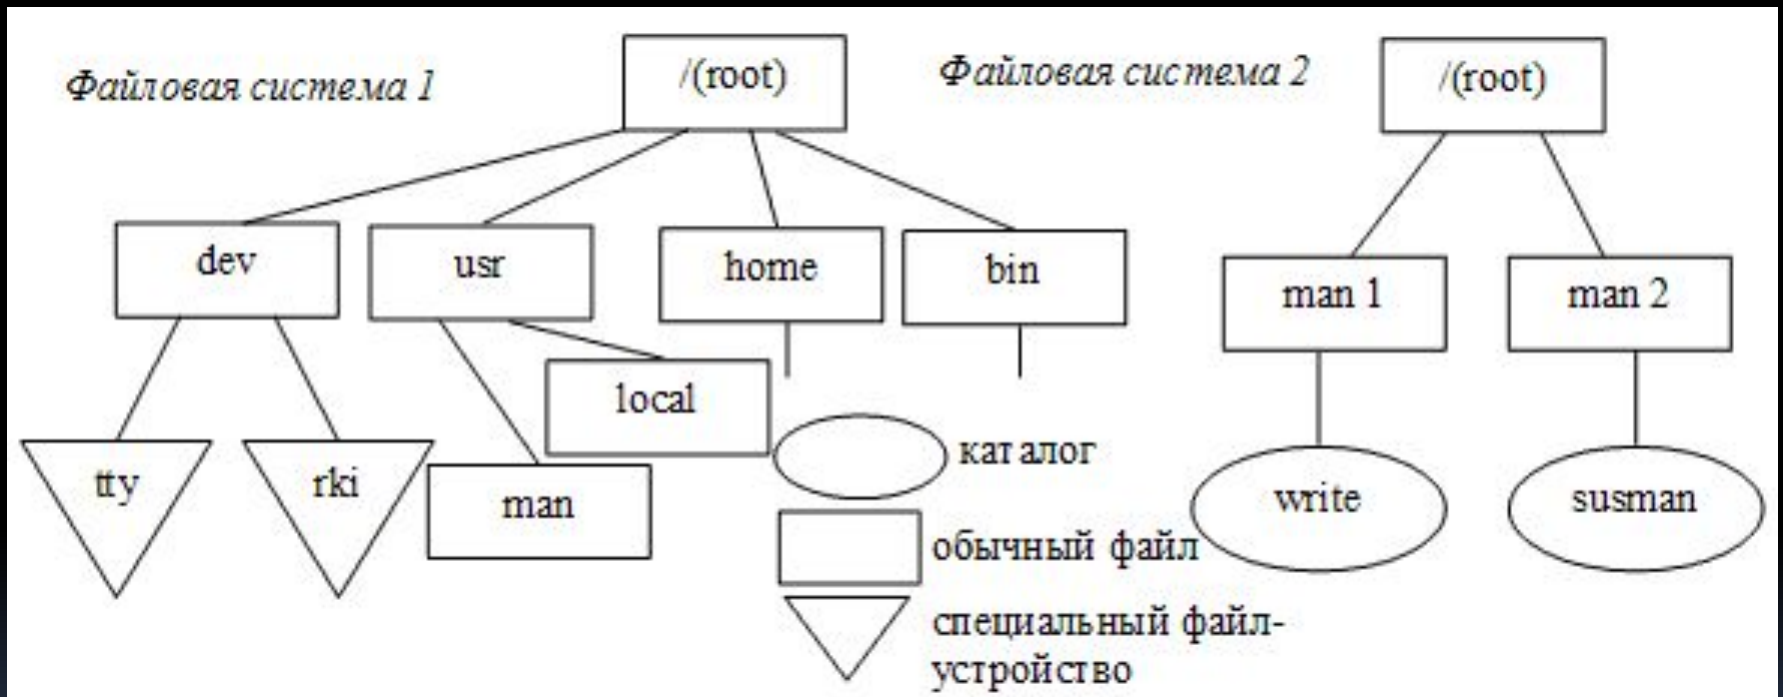 Файловая система 1
/(root)
Файловая система 2
/(root)
dev
usr
home
bin
man 1
man 2
local
tty
rki
man
каталог
write
susman
обычный файл
специальный файл-
устройство